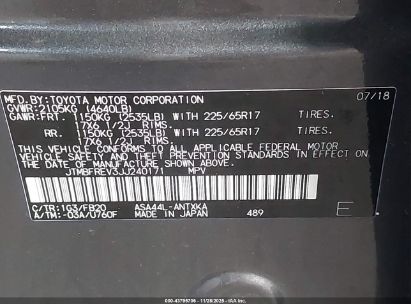 MFD.BY:TOYOTA MOTOR CORPORATION 07/18
GVWR:2105KG (4640LB)
GAWR:FRT. 1150KG (2535LB) WITH 225/65R17 TIRES.
17X6 1/2J RIMS.
RR. 1150KG (2535LB) WITH 225/65R17 TIRES.
17X6 1/2J RIMS.
THIS VEHICLE CONFORMS TO ALL APPLICABLE FEDERAL MOTOR
VEHICLE SAFETY, BUMPER, AND THEFT PREVENTION STANDARDS IN EFFECT ON
THE DATE OF MANUFACTURE SHOWN ABOVE.
JTMBFREV3JJ240171 MPV
C/TR:1G3/FB20 ASA44L-ANTXKA
A/TM:-03A/U760F MADE IN JAPAN 489 E